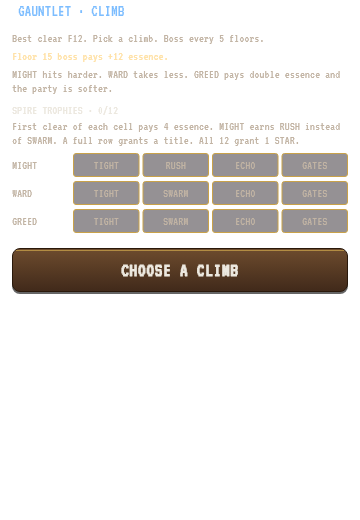 GAUNTLET · CLIMB
Best clear F12. Pick a climb. Boss every 5 floors.
Floor 15 boss pays +12 essence.
MIGHT hits harder. WARD takes less. GREED pays double essence and
the party is softer.
SPIRE TROPHIES · 0/12
First clear of each cell pays 4 essence. MIGHT earns RUSH instead
of SWARM. A full row grants a title. All 12 grant 1 STAR.
MIGHT TIGHT RUSH ECHO GATES
WARD TIGHT SWARM ECHO GATES
GREED TIGHT SWARM ECHO GATES
CHOOSE A CLIMB